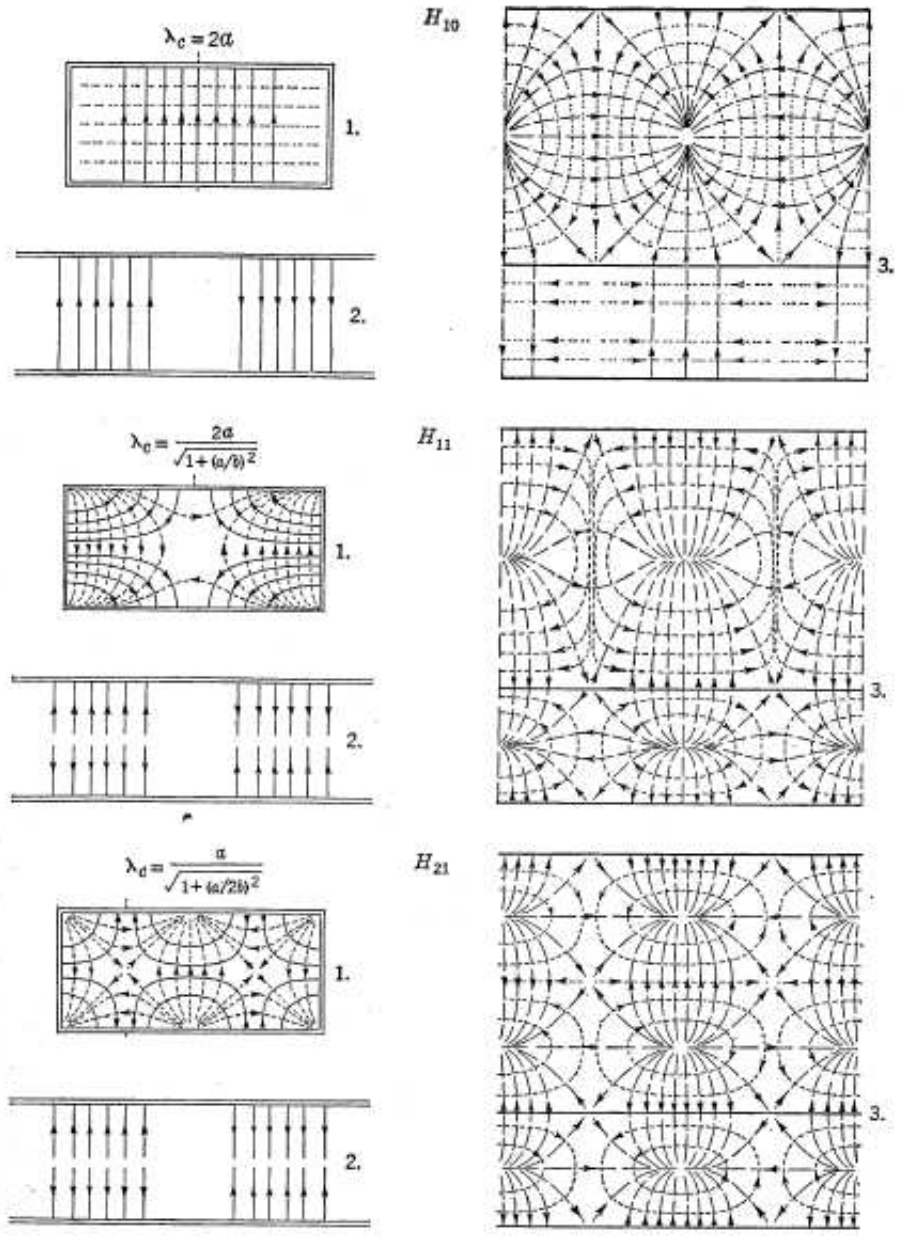 λc = 2a
H10
1.
2.
3.
λc = 2a / √1 + (a/b)²
H11
1.
2.
3.
λc = a / √1 + (a/2b)²
H21
1.
2.
3.